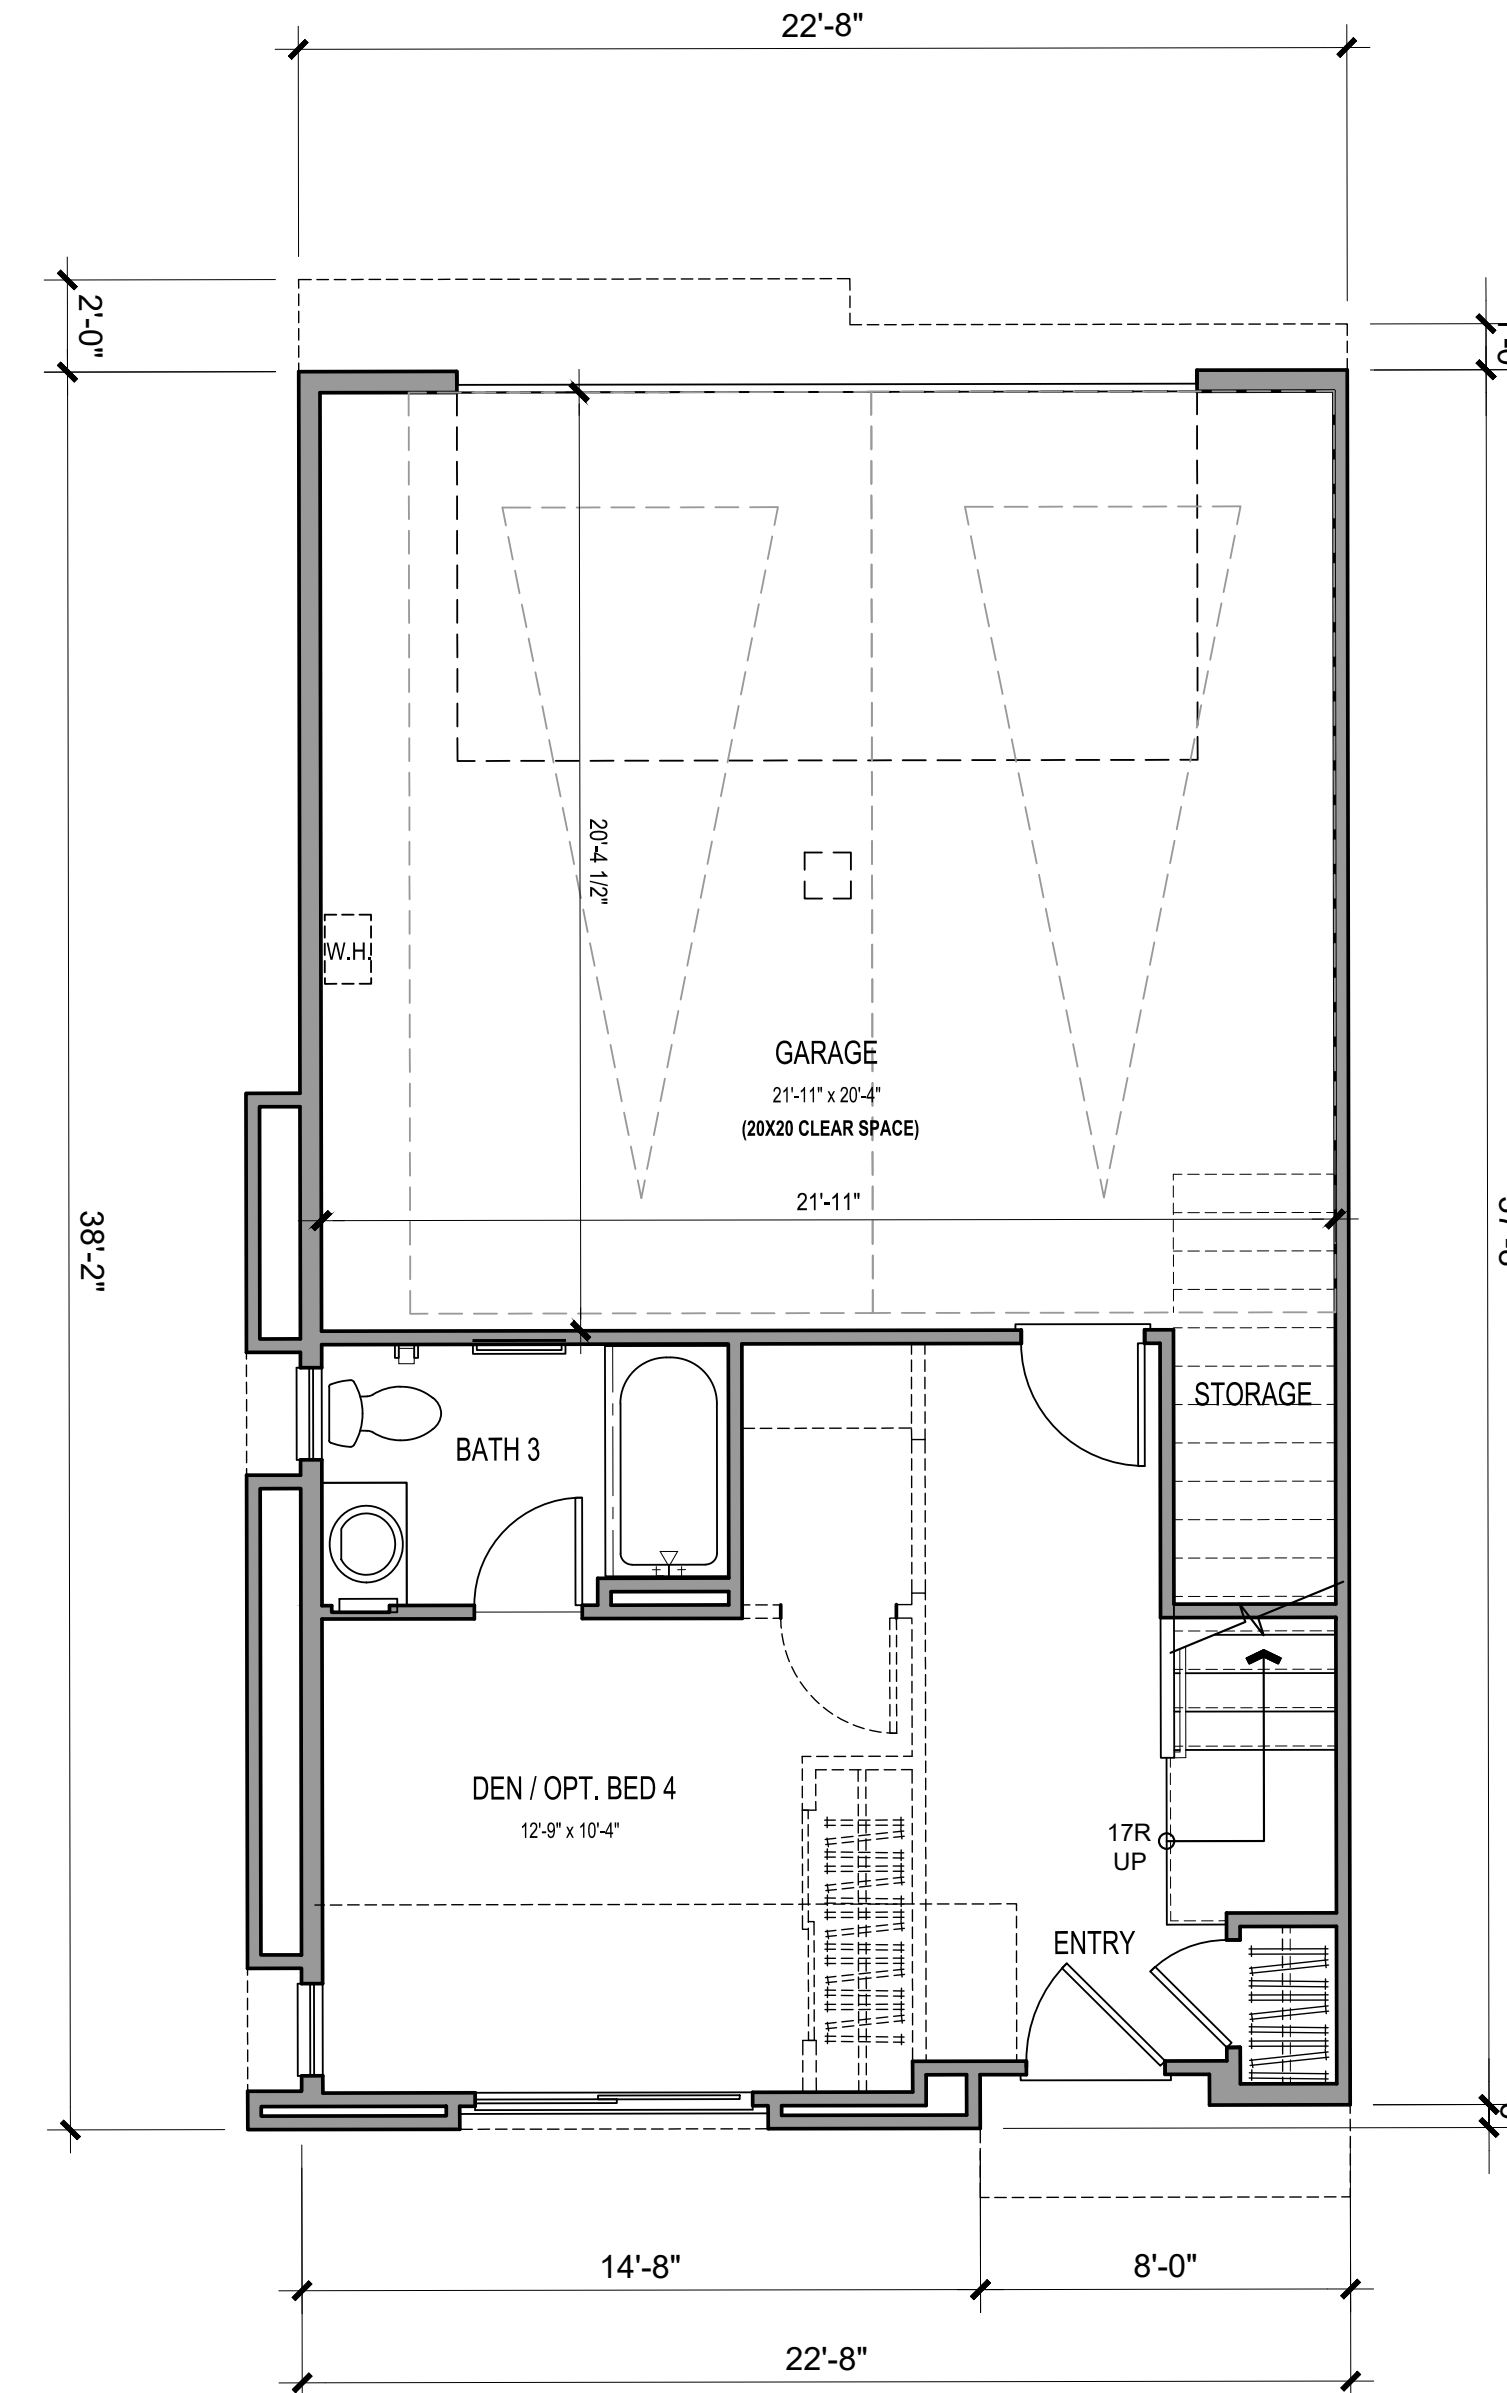 22'-8"
2'-0"
20'-4 1/2"
W.H.
GARAGE
21'-11" x 20'-4"
(20X20 CLEAR SPACE)
21'-11"
38'-2"
STORAGE
BATH 3
DEN / OPT. BED 4
12'-9" x 10'-4"
17R
UP
ENTRY
14'-8"
8'-0"
22'-8"